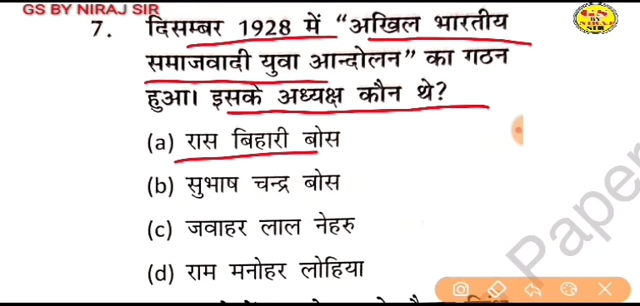 GS BY NIRAJ SIR
7. दिसम्बर 1928 में “अखिल भारतीय
समाजवादी युवा आन्दोलन” का गठन
हुआ। इसके अध्यक्ष कौन थे?
(a) रास बिहारी बोस
(b) सुभाष चन्द्र बोस
(c) जवाहर लाल नेहरु
(d) राम मनोहर लोहिया
Paper